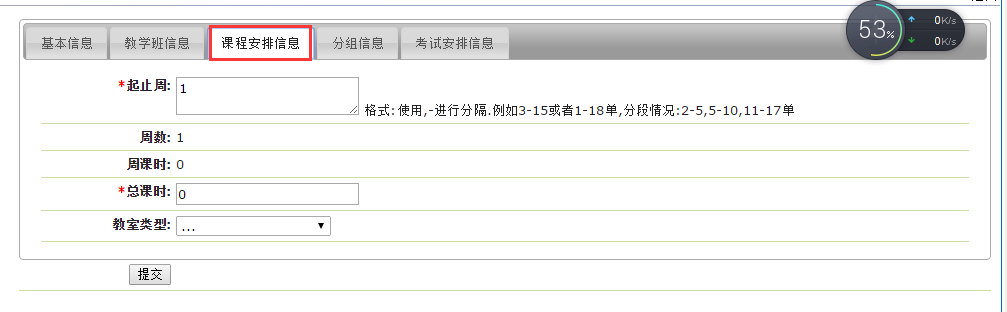 基本信息 教学班信息 课程安排信息 分组信息 考试安排信息
53% 0K/s
0K/s
*起止周: 1
格式: 使用,-进行分隔.例如3-15或者1-18单,分段情况:2-5,5-10,11-17单
周数: 1
周课时: 0
*总课时: 0
教室类型: ...
提交